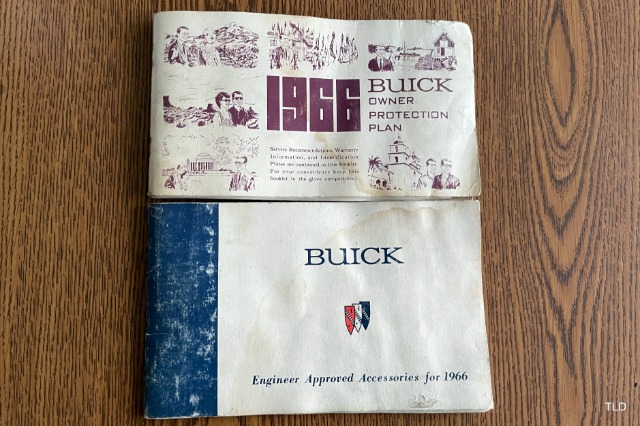 1966
BUICK
OWNER
PROTECTION
PLAN
Service Recommendations, Warranty
Information, and Identification
Plates are contained in this booklet.
For your convenience keep this
booklet in the glove compartment.
BUICK
Engineer Approved Accessories for 1966
TLD